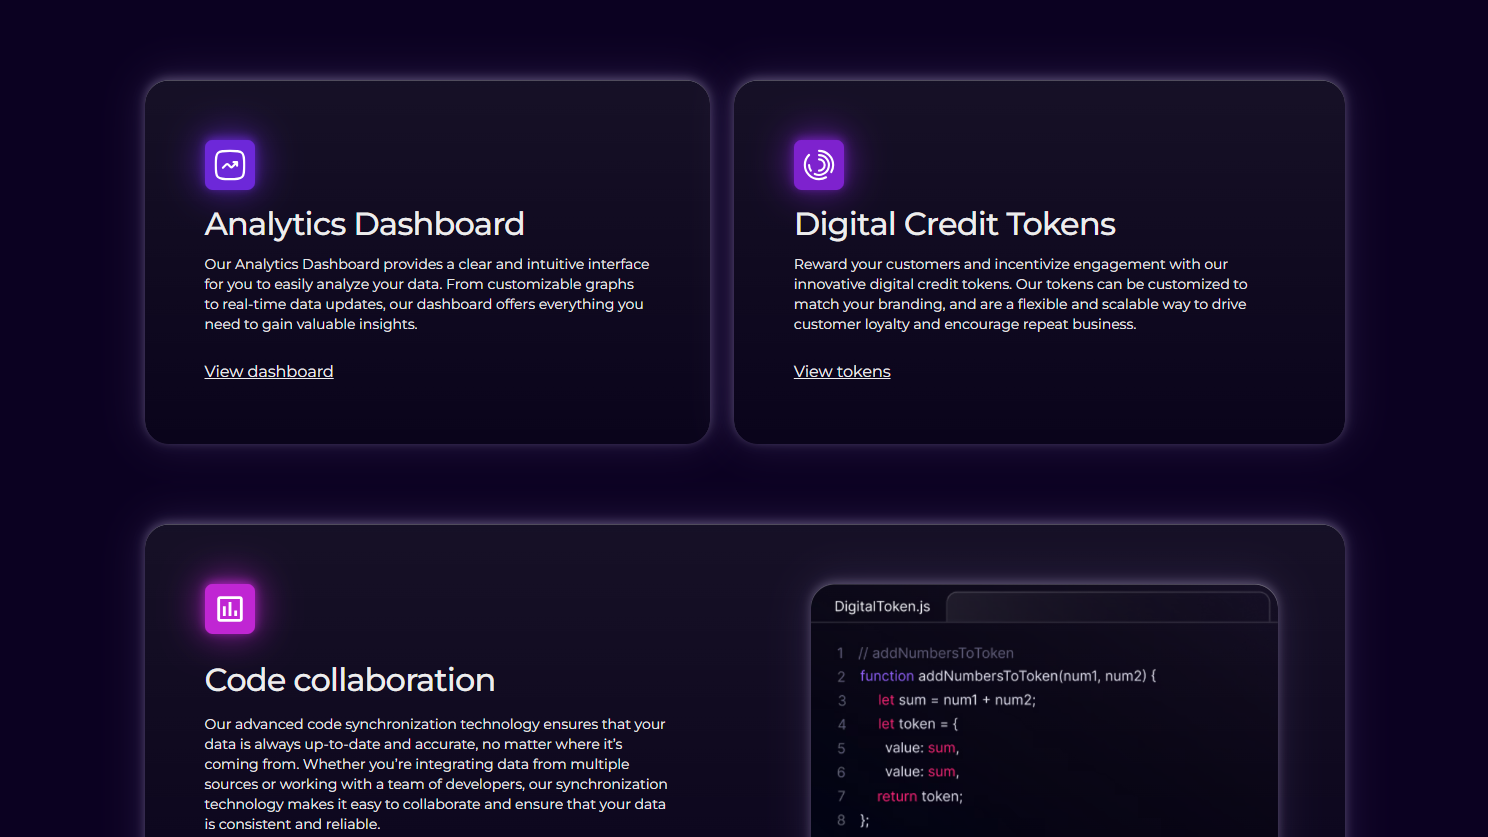 Analytics Dashboard
Our Analytics Dashboard provides a clear and intuitive interface
for you to easily analyze your data. From customizable graphs
to real-time data updates, our dashboard offers everything you
need to gain valuable insights.
View dashboard
Digital Credit Tokens
Reward your customers and incentivize engagement with our
innovative digital credit tokens. Our tokens can be customized to
match your branding, and are a flexible and scalable way to drive
customer loyalty and encourage repeat business.
View tokens
Code collaboration
Our advanced code synchronization technology ensures that your
data is always up-to-date and accurate, no matter where it’s
coming from. Whether you’re integrating data from multiple
sources or working with a team of developers, our synchronization
technology makes it easy to collaborate and ensure that your data
is consistent and reliable.
DigitalToken.js
1 // addNumbersToToken
2 function addNumbersToToken(num1, num2) {
3 let sum = num1 + num2;
4 let token = {
5 value: sum,
6 value: sum,
7 return token;
8 };